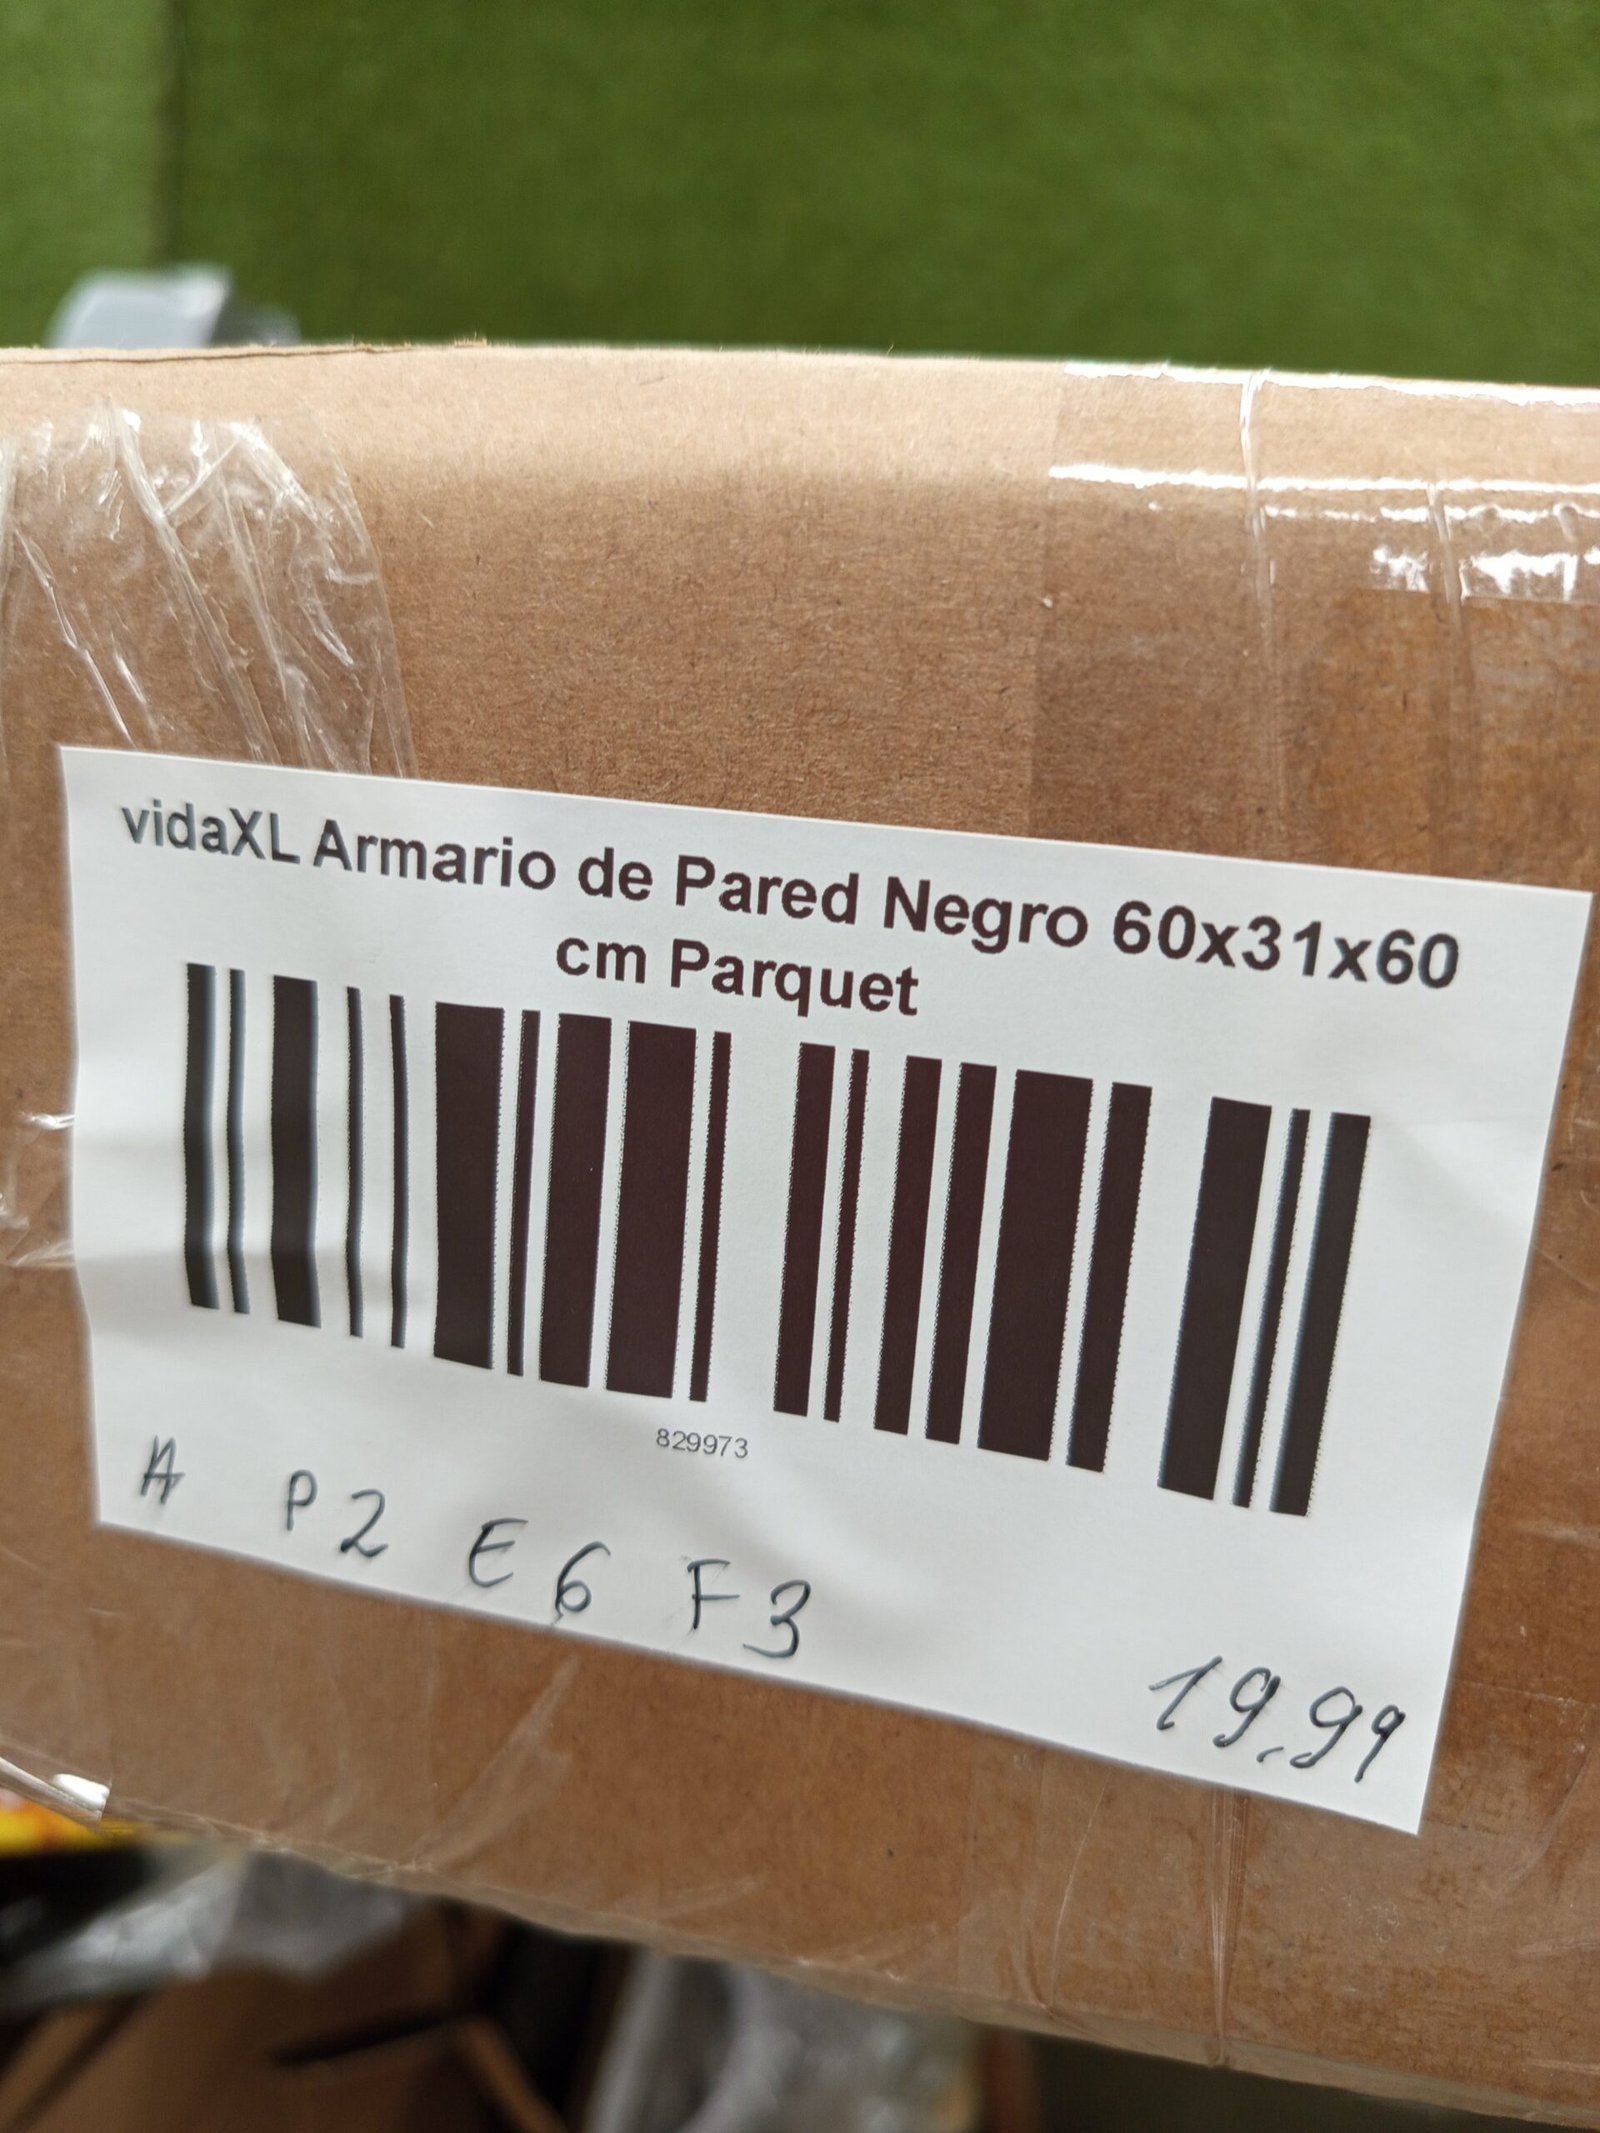 vidaXL Armario de Pared Negro 60x31x60
cm Parquet
829973
A P2 E6 F3
19,99